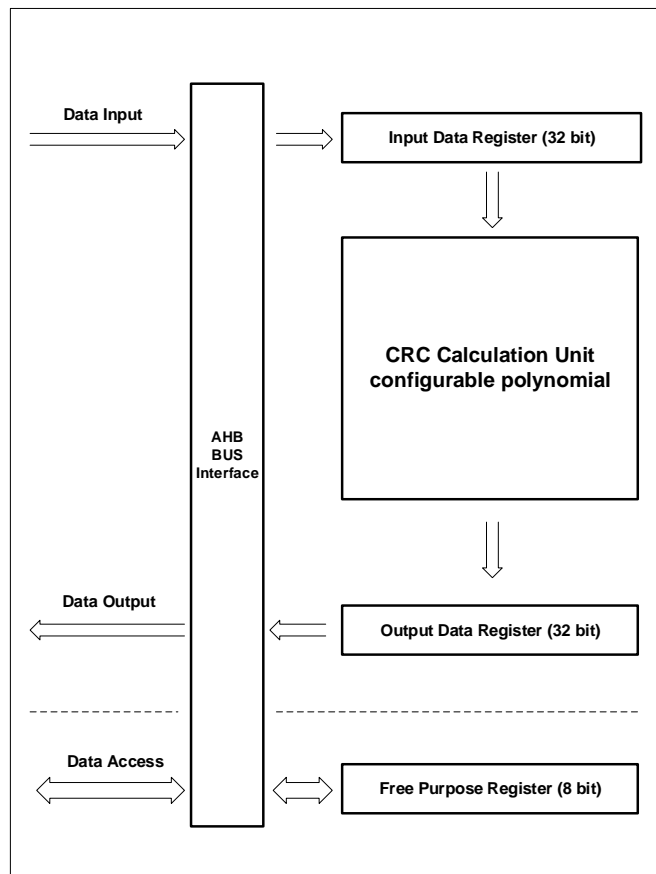 Data Input
Input Data Register (32 bit)
CRC Calculation Unit
configurable polynomial
AHB
BUS
Interface
Data Output
Output Data Register (32 bit)
Data Access
Free Purpose Register (8 bit)